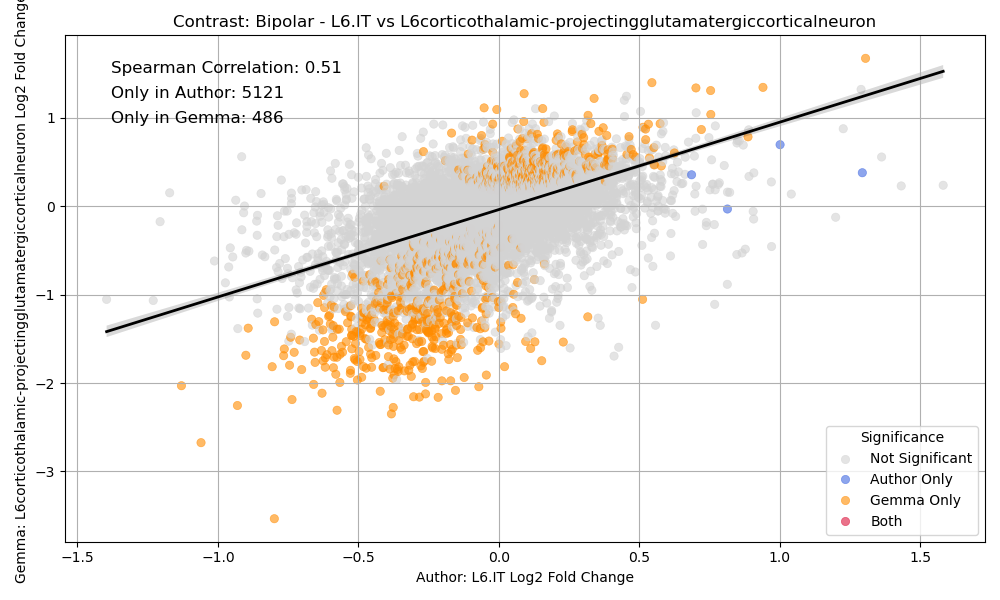 Contrast: Bipolar - L6.IT vs L6corticothalamic-projectingglutamatergiccorticalneuron
Gemma: L6corticothalamic-projectingglutamatergiccorticalneuron Log2 Fold Change
Spearman Correlation: 0.51
Only in Author: 5121
Only in Gemma: 486
1
0
−1
−2
−3
Significance
Not Significant
Author Only
Gemma Only
Both
−1.5 −1.0 −0.5 0.0 0.5 1.0 1.5
Author: L6.IT Log2 Fold Change